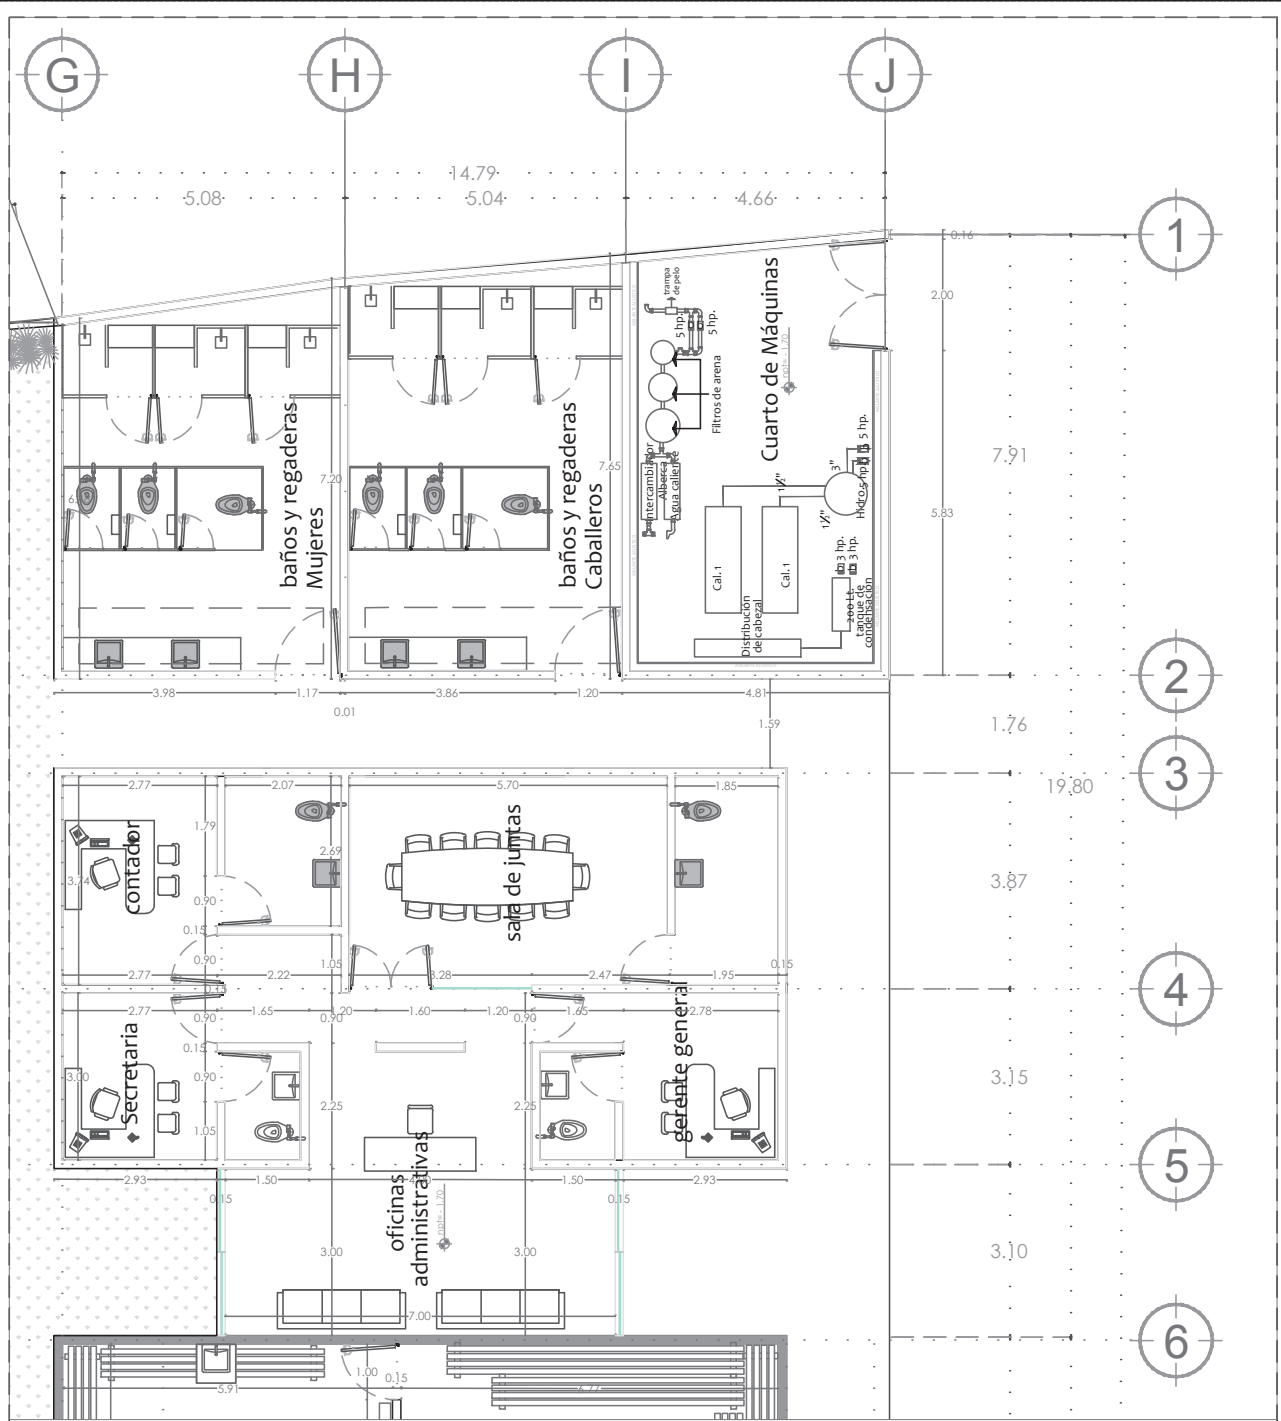 G
H
I
J
14.79
5.08
5.04
4.66
1
0.16
2.00
7.91
5.83
trampa
de pelo
5 hp.
5 hp.
Filtros de arena
Cuarto de Máquinas
npt= - 1.70
Intercambiador
Alberca
Agua caliente
1½"
3"
1½"
5 hp.
5 hp.
3 hp.
3 hp.
Cal. 1
Cal. 1
200 Lt.
tanque de
condensación
Distribución
de cabezal
baños y regaderas
Mujeres
7.20
baños y regaderas
Caballeros
7.65
2
3.98
1.17
3.86
1.20
4.81
0.01
1.59
1.76
3
19.80
2.77
2.07
5.70
1.85
contador
1.79
2.69
3.74
sala de juntas
0.90
0.15
0.90
1.05
3.87
2.77
2.22
3.28
2.47
1.95
0.15
4
2.77
1.65
1.60
1.20
1.65
2.78
0.90
0.90
0.90
0.15
Secretaria
3.00
0.90
1.05
2.25
2.25
gerente general
3.15
5
2.93
1.50
1.50
2.93
0.15
0.15
oficinas
administrativas
npt= - 1.70
3.00
3.00
3.10
7.00
6
1.00
0.15
5.91